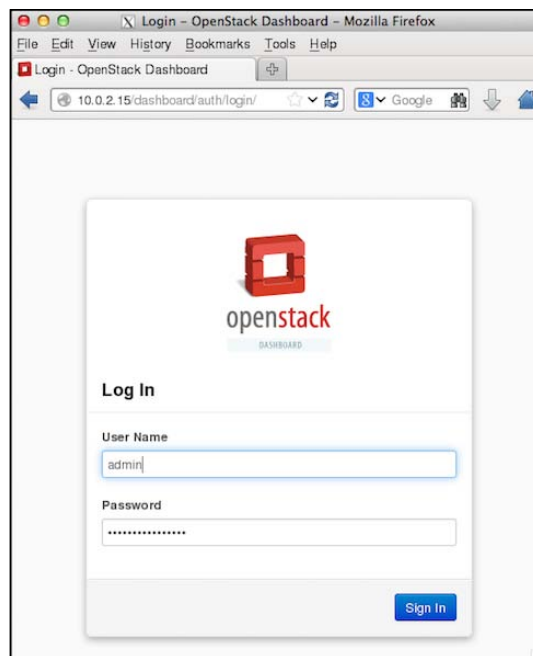 Login - OpenStack Dashboard - Mozilla Firefox
File Edit View History Bookmarks Tools Help
Login - OpenStack Dashboard
10.0.2.15/dashboard/auth/login/ Google
openstack
DASHBOARD
Log In
User Name
admin
Password
••••••••••••••••
Sign In